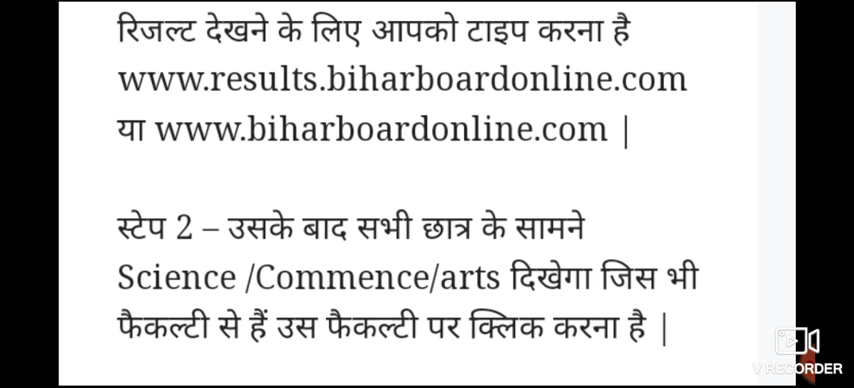 रिजल्ट देखने के लिए आपको टाइप करना है
www.results.biharboardonline.com
या www.biharboardonline.com |
स्टेप 2 – उसके बाद सभी छात्र के सामने
Science /Commence/arts दिखेगा जिस भी
फैकल्टी से हैं उस फैकल्टी पर क्लिक करना है |
V RECORDER